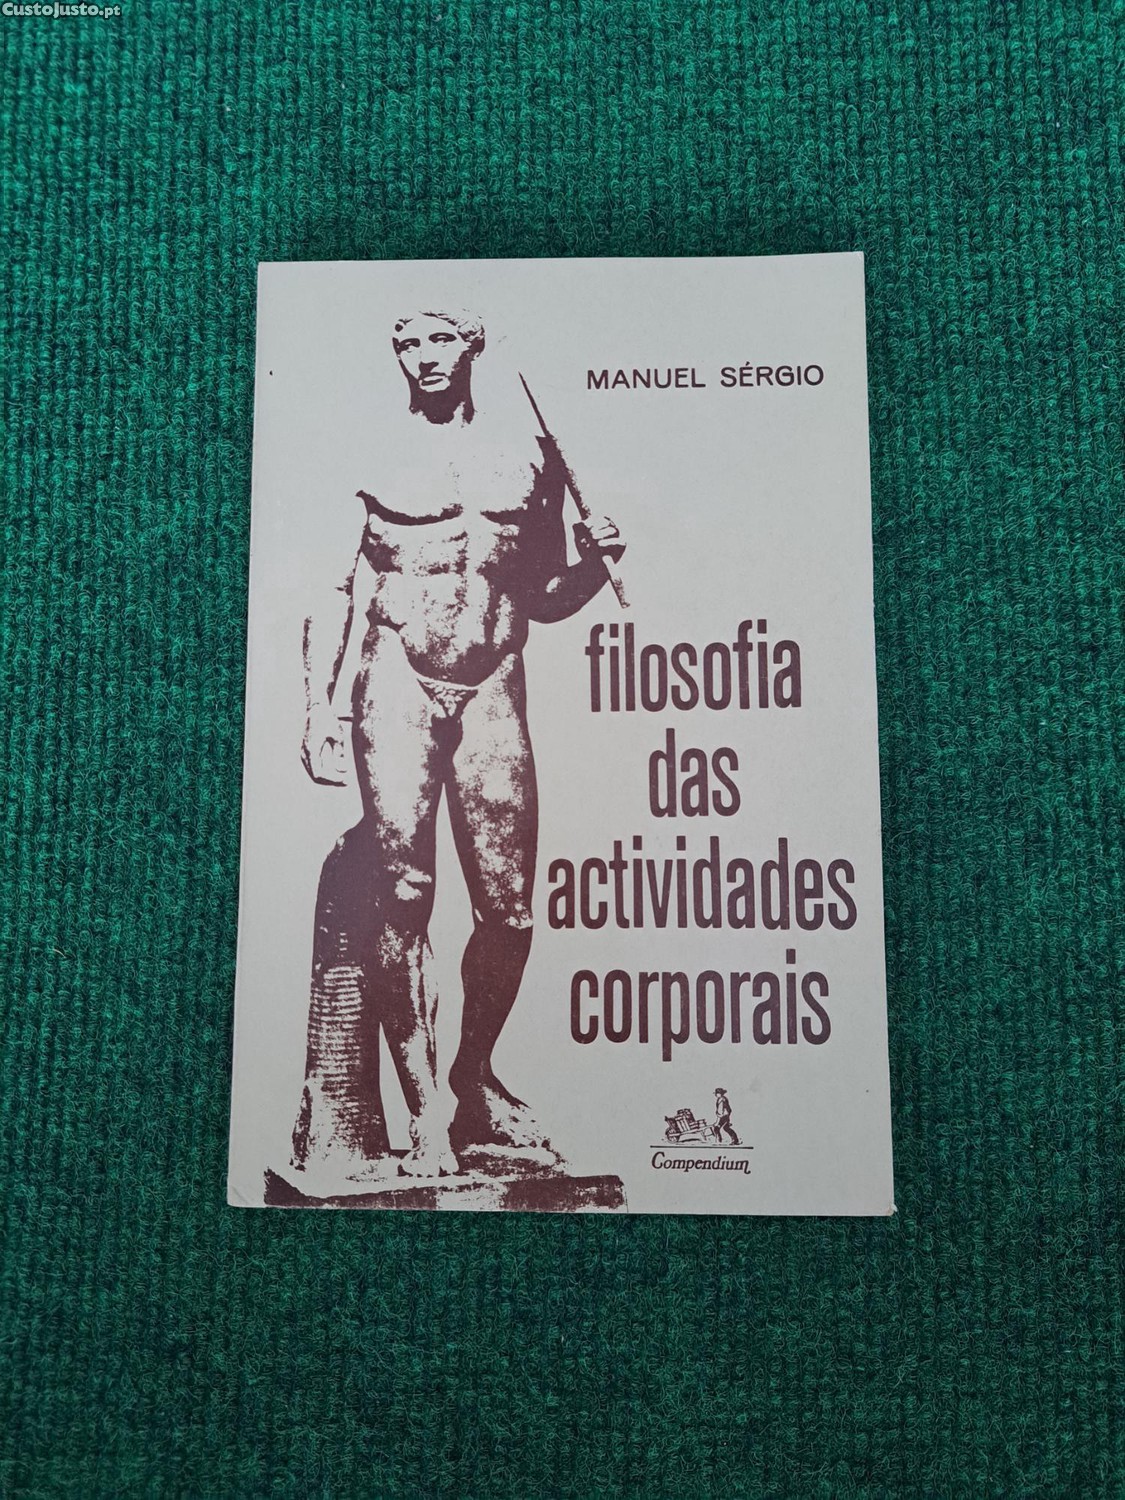 CustoJusto.pt
MANUEL SÉRGIO
filosofia
das
actividades
corporais
Compendium